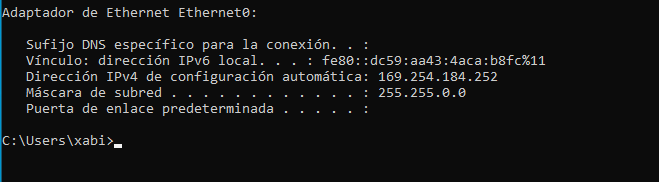 Adaptador de Ethernet Ethernet0:
Sufijo DNS específico para la conexión. . :
Vínculo: dirección IPv6 local. . . : fe80::dc59:aa43:4aca:b8fc%11
Dirección IPv4 de configuración automática: 169.254.184.252
Máscara de subred . . . . . . . . . . . . : 255.255.0.0
Puerta de enlace predeterminada . . . . . :
C:\Users\xabi>